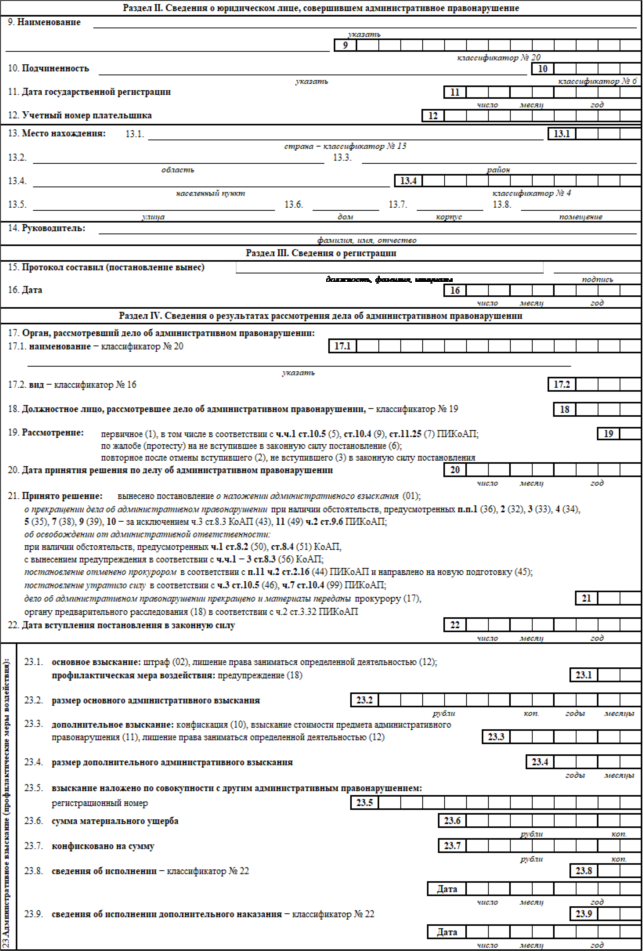 Раздел II. Сведения о юридическом лице, совершившем административное правонарушение
9. Наименование
указать
9
классификатор № 20
10. Подчиненность 10
указать классификатор № 6
11. Дата государственной регистрации 11
число месяц год
12. Учетный номер плательщика 12
13. Место нахождения: 13.1. 13.1
страна – классификатор № 13
13.2. 13.3.
область район
13.4. 13.4
населенный пункт классификатор № 4
13.5. 13.6. 13.7. 13.8.
улица дом корпус помещение
14. Руководитель:
фамилия, имя, отчество
Раздел III. Сведения о регистрации
15. Протокол составил (постановление вынес)
должность, фамилия, инициалы подпись
16. Дата 16
число месяц год
Раздел IV. Сведения о результатах рассмотрения дела об административном правонарушении
17. Орган, рассмотревший дело об административном правонарушении:
17.1. наименование – классификатор № 20 17.1
указать
17.2. вид – классификатор № 16 17.2
18. Должностное лицо, рассмотревшее дело об административном правонарушении, – классификатор № 19 18
19. Рассмотрение: первичное (1), в том числе в соответствии с ч.ч.1 ст.10.5 (5), ст.10.4 (9), ст.11.25 (7) ПИКоАП; 19
по жалобе (протесту) на не вступившее в законную силу постановление (6);
повторное после отмены вступившего (2), не вступившего (3) в законную силу постановления
20. Дата принятия решения по делу об административном правонарушении 20
число месяц год
21. Принято решение: вынесено постановление о наложении административного взыскания (01);
о прекращении дела об административном правонарушении при наличии обстоятельств, предусмотренных п.п.1 (36), 2 (32), 3 (33), 4 (34),
5 (35), 7 (38), 9 (39), 10 – за исключением ч.3 ст.8.3 КоАП (43), 11 (49) ч.2 ст.9.6 ПИКоАП;
об освобождении от административной ответственности:
при наличии обстоятельств, предусмотренных ч.1 ст.8.2 (50), ст.8.4 (51) КоАП,
с вынесением предупреждения в соответствии с ч.ч.1 – 3 ст.8.3 (56) КоАП;
постановление отменено прокурором в соответствии с п.11 ч.2 ст.2.16 (44) ПИКоАП и направлено на новую подготовку (45);
постановление утратило силу в соответствии с ч.3 ст.10.5 (46), ч.7 ст.10.4 (99) ПИКоАП;
дело об административном правонарушении прекращено и материалы переданы прокурору (17), 21
органу предварительного расследования (18) в соответствии с ч.2 ст.3.32 ПИКоАП
22. Дата вступления постановления в законную силу 22
число месяц год
23 Административное взыскание (профилактические меры воздействия):
23.1. основное взыскание: штраф (02), лишение права заниматься определенной деятельностью (12);
профилактическая мера воздействия: предупреждение (18) 23.1
23.2. размер основного административного взыскания 23.2
рубли коп. годы месяцы
23.3. дополнительное взыскание: конфискация (10), взыскание стоимости предмета административного
правонарушения (11), лишение права заниматься определенной деятельностью (12) 23.3
23.4. размер дополнительного административного взыскания 23.4
годы месяцы
23.5. взыскание наложено по совокупности с другим административным правонарушением:
регистрационный номер 23.5
23.6. сумма материального ущерба 23.6
рубли коп.
23.7. конфисковано на сумму 23.7
рубли коп.
23.8. сведения об исполнении – классификатор № 22 23.8
Дата
число месяц год
23.9. сведения об исполнении дополнительного наказания – классификатор № 22 23.9
Дата
число месяц год